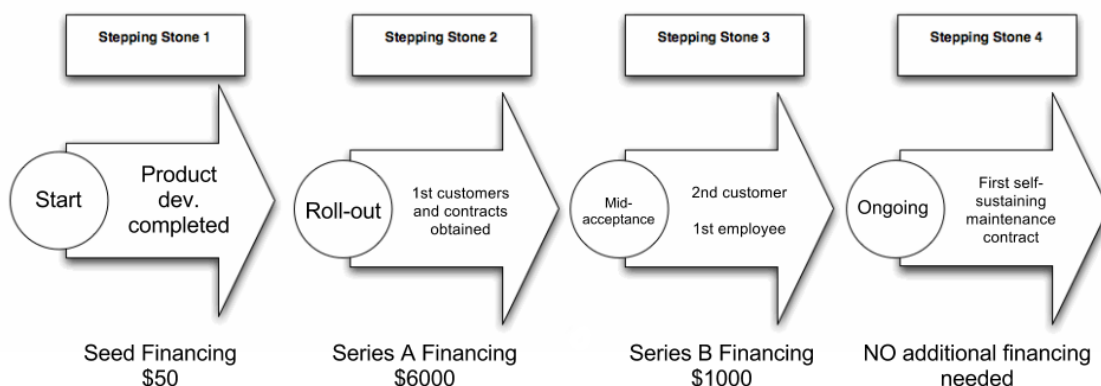 Stepping Stone 1
Stepping Stone 2
Stepping Stone 3
Stepping Stone 4
Start
Product
dev.
completed
Roll-out
1st customers
and contracts
obtained
Mid-
acceptance
2nd customer
1st employee
Ongoing
First self-
sustaining
maintenance
contract
Seed Financing
$50
Series A Financing
$6000
Series B Financing
$1000
NO additional financing
needed